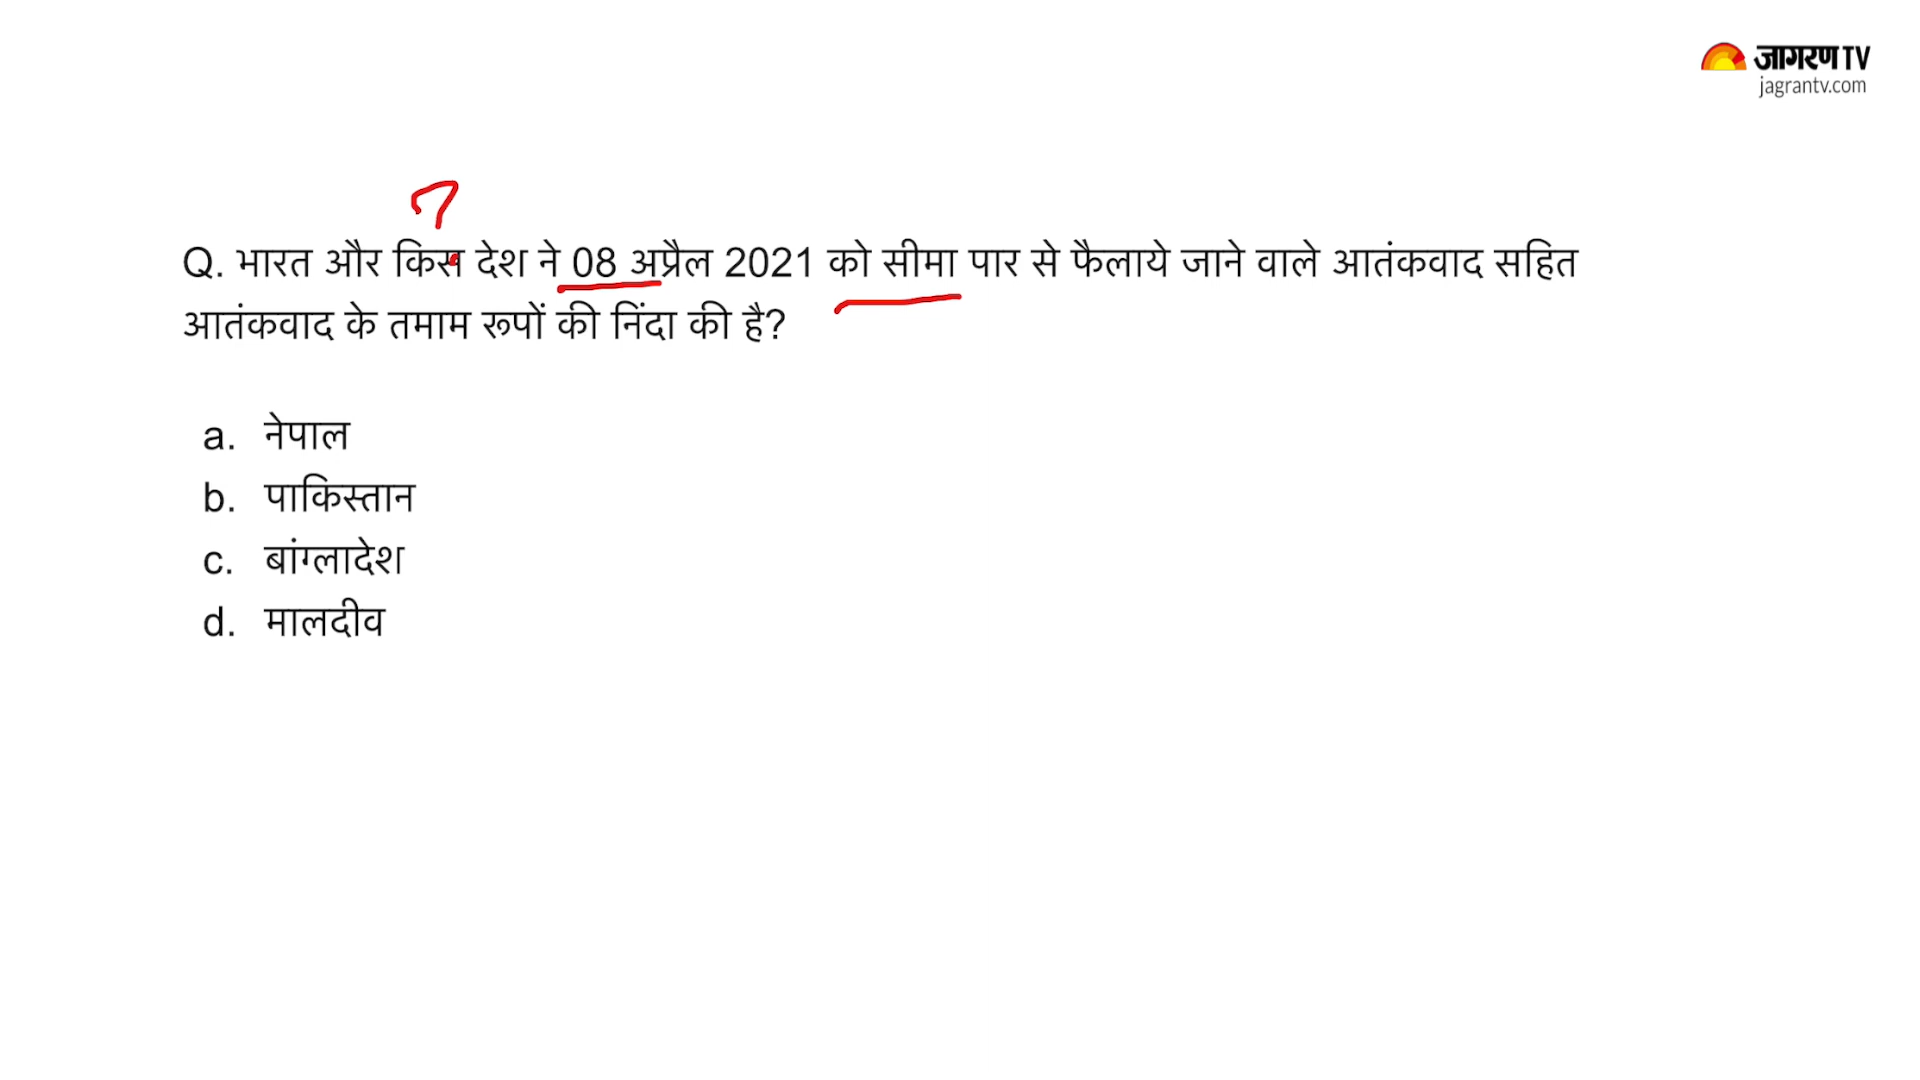 जागरण TV
jagrantv.com
?
Q. भारत और किस देश ने 08 अप्रैल 2021 को सीमा पार से फैलाये जाने वाले आतंकवाद सहित
आतंकवाद के तमाम रूपों की निंदा की है?
a. नेपाल
b. पाकिस्तान
c. बांग्लादेश
d. मालदीव